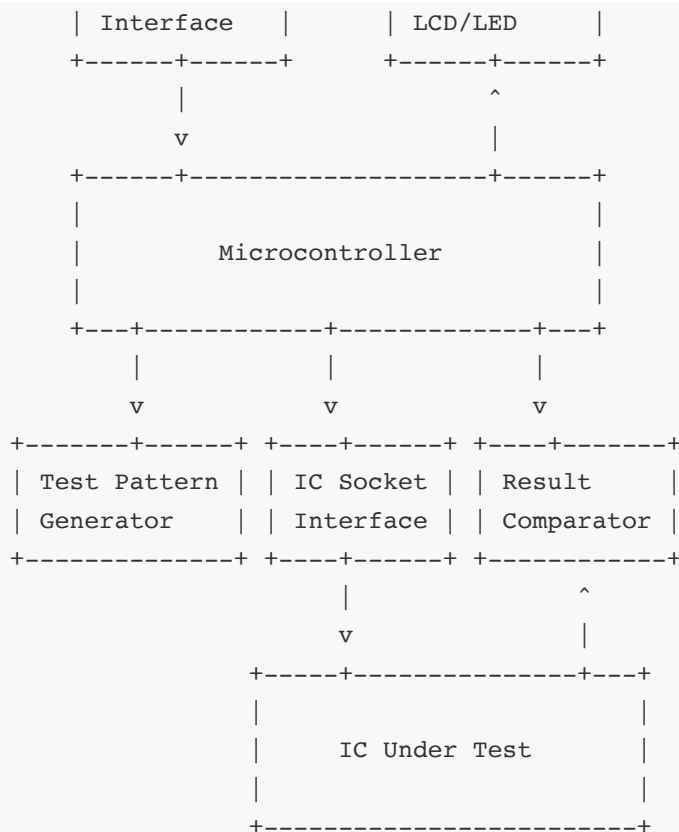 Interface LCD/LED
Microcontroller
Test Pattern IC Socket Result
Generator Interface Comparator
IC Under Test